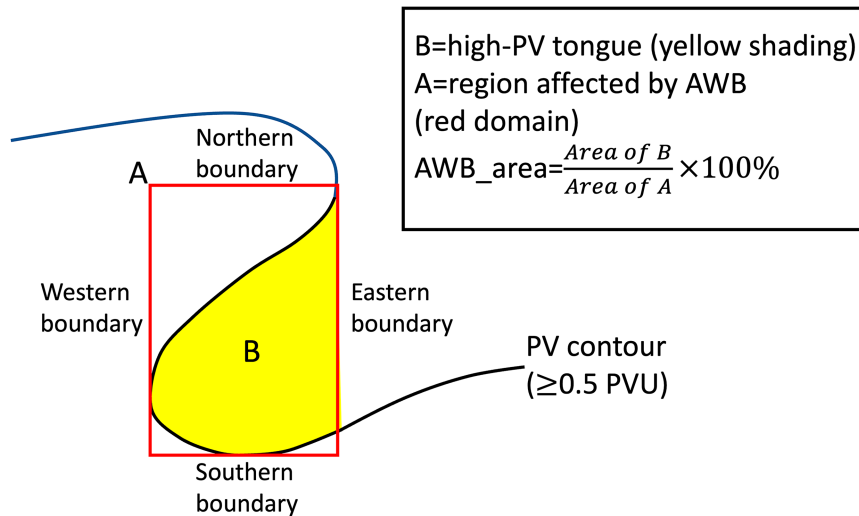 B=high-PV tongue (yellow shading)
A=region affected by AWB
(red domain)
AWB_area=\frac{Area of B}{Area of A}×100%
Northern
boundary
A
Western
boundary
Eastern
boundary
B
PV contour
(≥0.5 PVU)
Southern
boundary